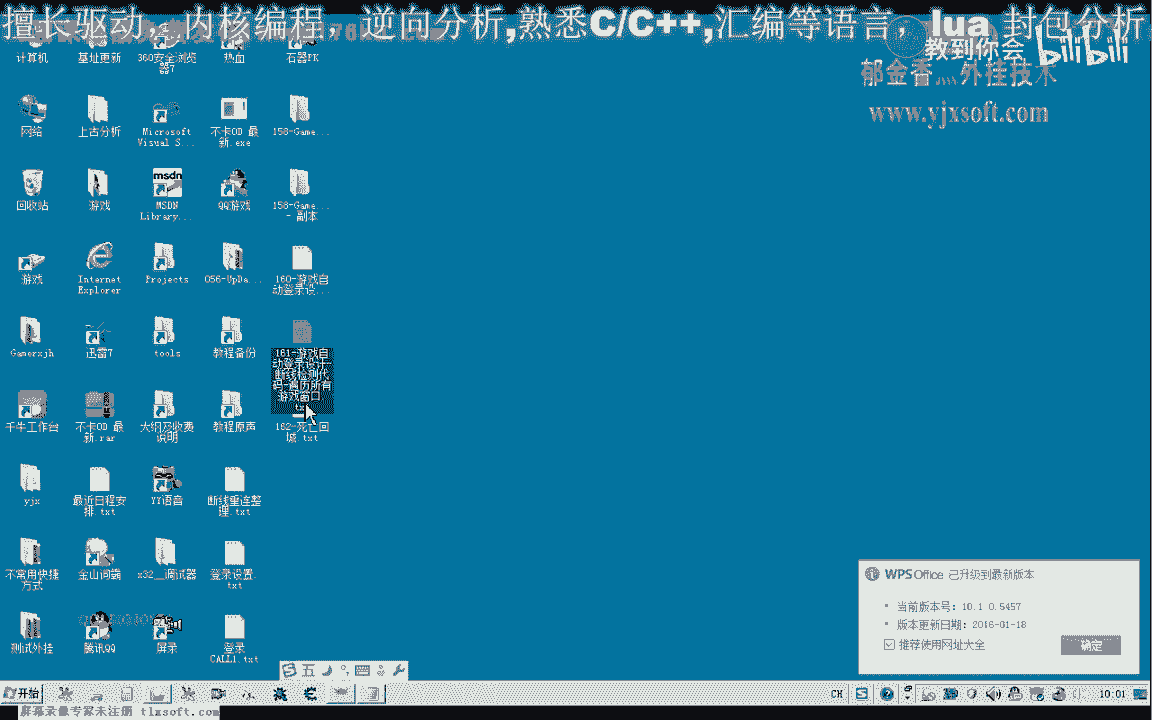 擅长驱动，内核编程，逆向分析,熟悉C/C++,汇编等语言，lua 封包分析
教到你会
bilibili
郁金香灬外挂技术
www.yjxsoft.com
计算机
基址更新
360安全浏览器7
热血
石器PK
网络
上古分析
Microsoft Visual S...
不卡OD 最新.exe
158-Game...
回收站
游戏
MSDN Library...
QQ游戏
158-Game... - 副本
游戏
Internet Explorer
Projects
056-UpDa...
160-游戏自动登录设...
Gamerxjh
迅雷7
tools
教程备份
161-游戏自动登录设计-断线检测代码-遍历所有游戏窗口
千牛工作台
不卡OD 最新.rar
大纲及收费说明
教程原声
162-死亡回城.txt
yjx
最近日程安排.txt
YY语音
断线重连整理.txt
不常用快捷方式
金山词霸
x32__调试器
登录设置.txt
测试外挂
腾讯QQ
屏录
登录CALL1.txt
WPS Office 已升级到最新版本
当前版本号：10.1.0.5457
版本更新日期：2016-01-18
推荐使用网址大全
确定
五
开始
CH
10:01
屏幕录像专家未注册 tlxsoft.com